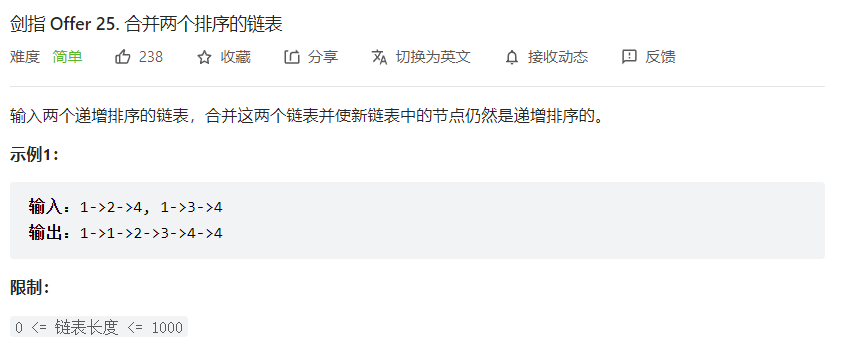 剑指 Offer 25. 合并两个排序的链表
难度 简单 238 收藏 分享 切换为英文 接收动态 反馈
输入两个递增排序的链表，合并这两个链表并使新链表中的节点仍然是递增排序的。
示例1：
输入：1->2->4, 1->3->4
输出：1->1->2->3->4->4
限制：
0 <= 链表长度 <= 1000